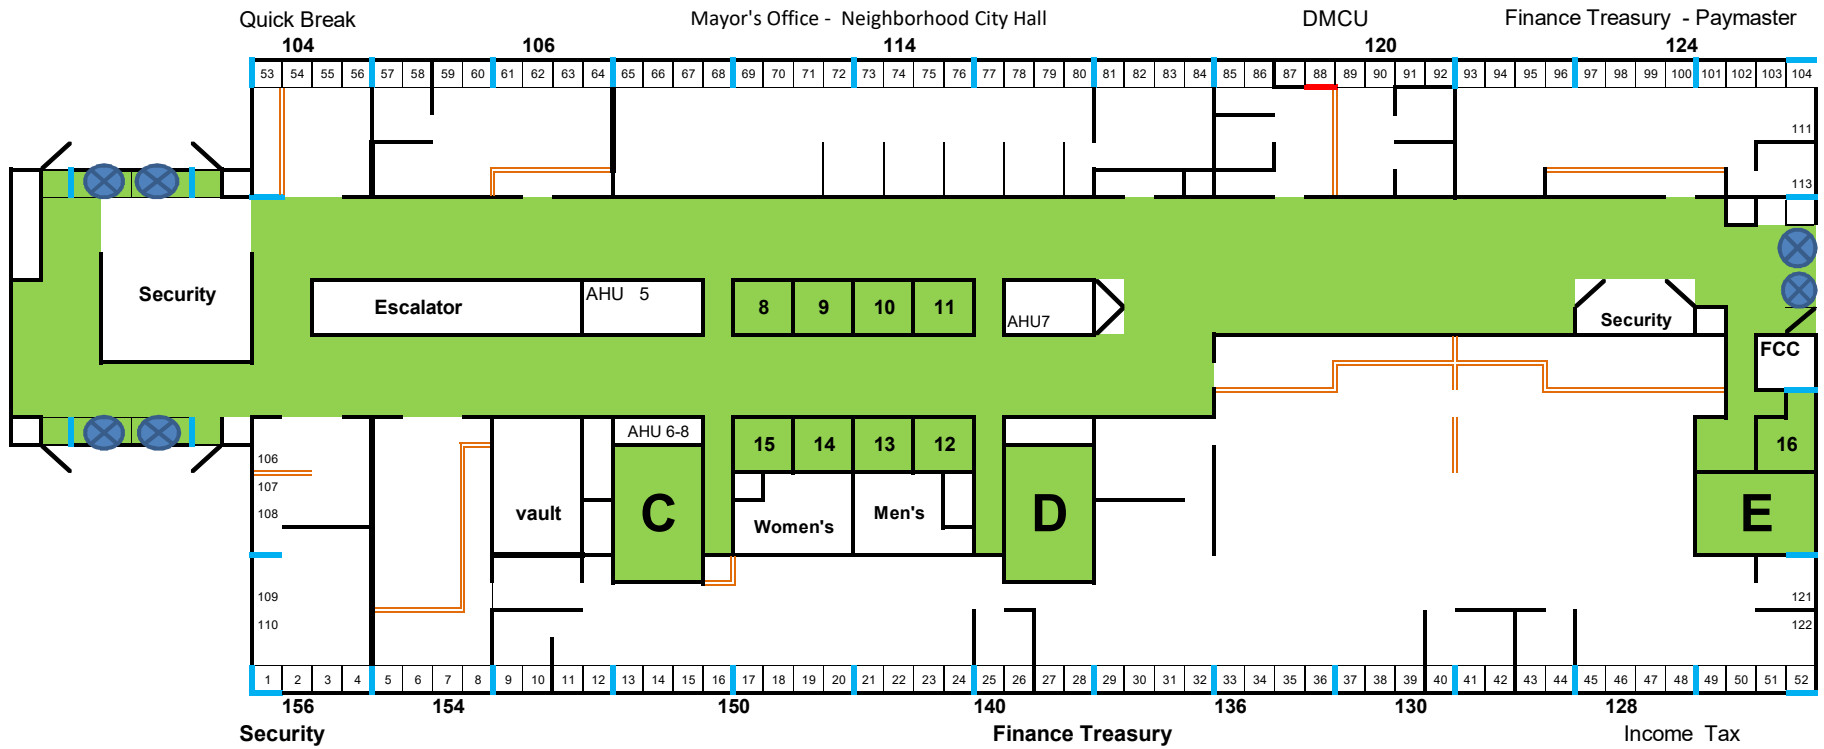 Quick Break Mayor's Office - Neighborhood City Hall DMCU Finance Treasury - Paymaster
104 106 114 120 124
53 54 55 56 57 58 59 60 61 62 63 64 65 66 67 68 69 70 71 72 73 74 75 76 77 78 79 80 81 82 83 84 85 86 87 88 89 90 91 92 93 94 95 96 97 98 99 100 101 102 103 104
111
113
Security
Escalator
AHU 5
8 9 10 11
AHU7
Security
FCC
AHU 6-8
15 14 13 12
16
106
107
108
vault
C
Women's
Men's
D
E
109
110
121
122
1 2 3 4 5 6 7 8 9 10 11 12 13 14 15 16 17 18 19 20 21 22 23 24 25 26 27 28 29 30 31 32 33 34 35 36 37 38 39 40 41 42 43 44 45 46 47 48 49 50 51 52
156 154 150 140 136 130 128
Security Finance Treasury Income Tax